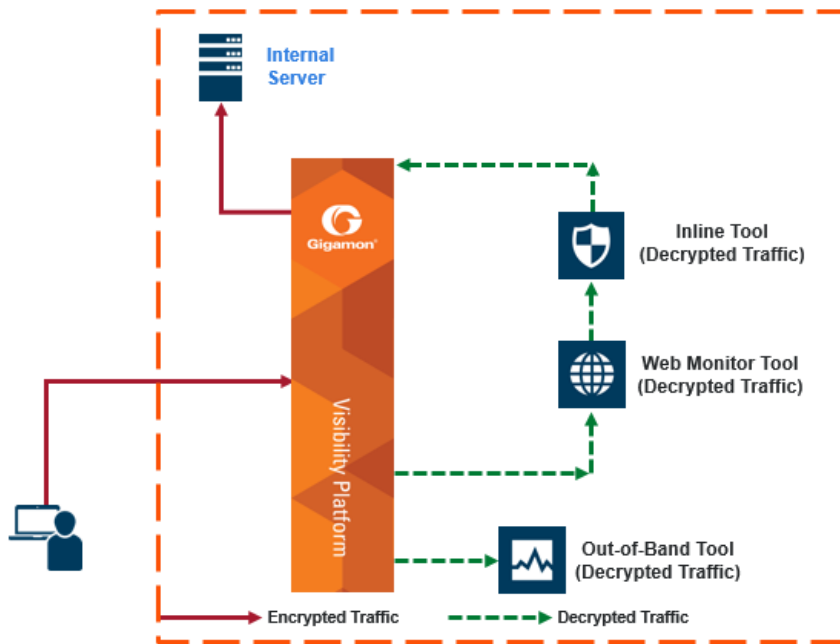 Internal
Server
Gigamon®
Inline Tool
(Decrypted Traffic)
Web Monitor Tool
(Decrypted Traffic)
Visibility Platform
Out-of-Band Tool
(Decrypted Traffic)
Encrypted Traffic
Decrypted Traffic